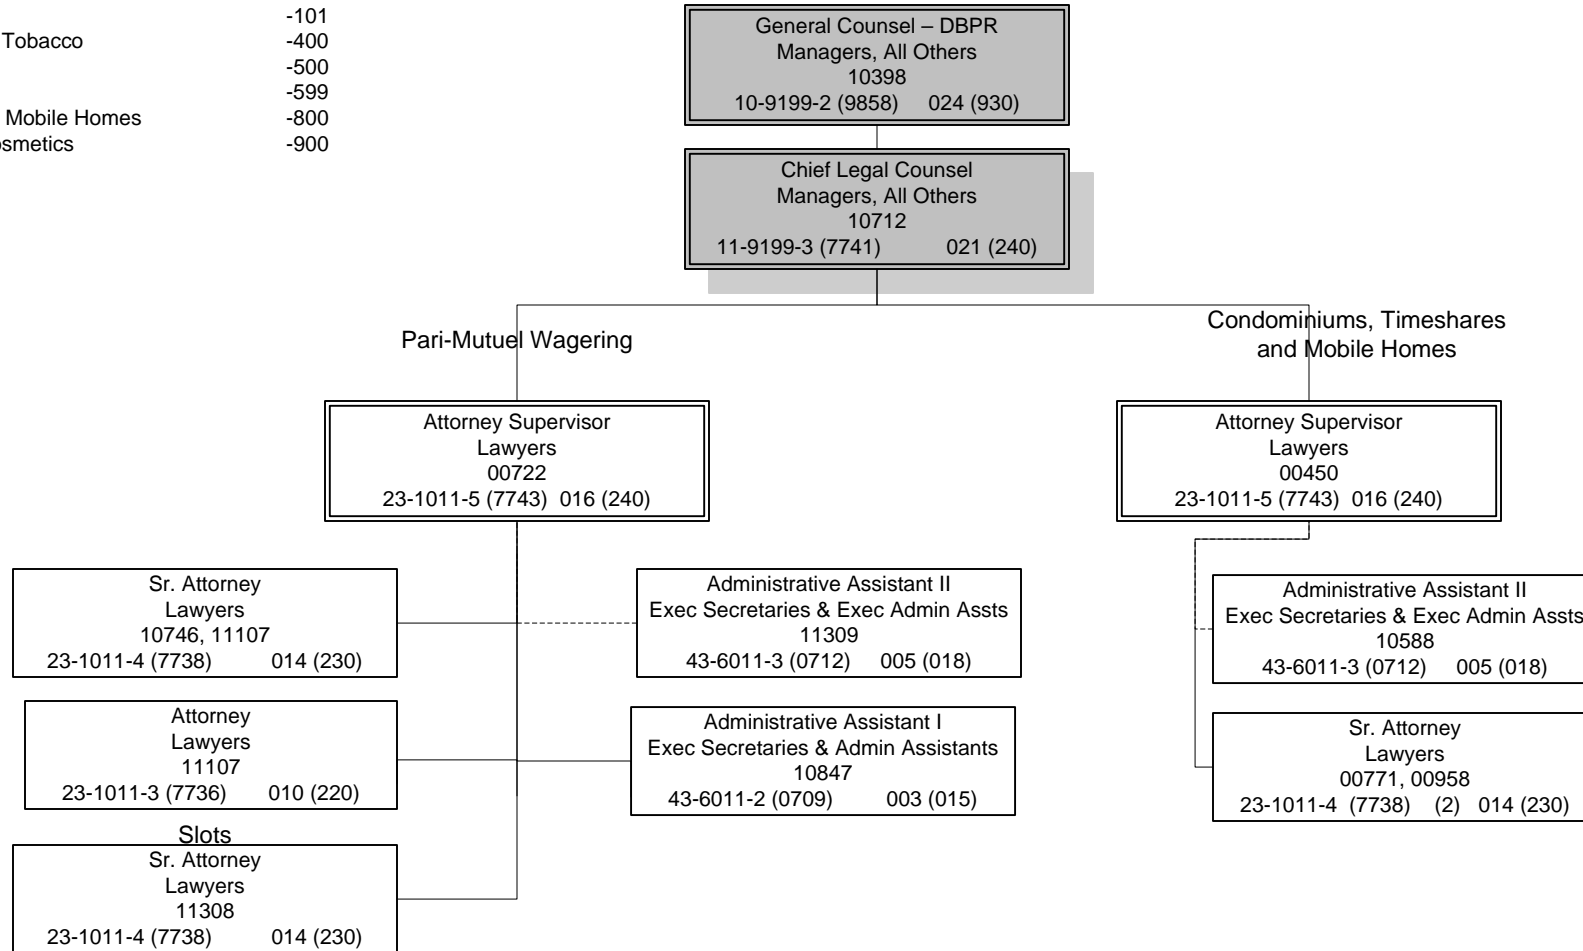 -101
Tobacco -400
-500
-599
Mobile Homes -800
osmetics -900
General Counsel – DBPR
Managers, All Others
10398
10-9199-2 (9858) 024 (930)
Chief Legal Counsel
Managers, All Others
10712
11-9199-3 (7741) 021 (240)
Pari-Mutuel Wagering
Condominiums, Timeshares
and Mobile Homes
Attorney Supervisor
Lawyers
00722
23-1011-5 (7743) 016 (240)
Attorney Supervisor
Lawyers
00450
23-1011-5 (7743) 016 (240)
Sr. Attorney
Lawyers
10746, 11107
23-1011-4 (7738) 014 (230)
Administrative Assistant II
Exec Secretaries & Exec Admin Assts
11309
43-6011-3 (0712) 005 (018)
Administrative Assistant II
Exec Secretaries & Exec Admin Assts
10588
43-6011-3 (0712) 005 (018)
Attorney
Lawyers
11107
23-1011-3 (7736) 010 (220)
Administrative Assistant I
Exec Secretaries & Admin Assistants
10847
43-6011-2 (0709) 003 (015)
Sr. Attorney
Lawyers
00771, 00958
23-1011-4 (7738) (2) 014 (230)
Slots
Sr. Attorney
Lawyers
11308
23-1011-4 (7738) 014 (230)